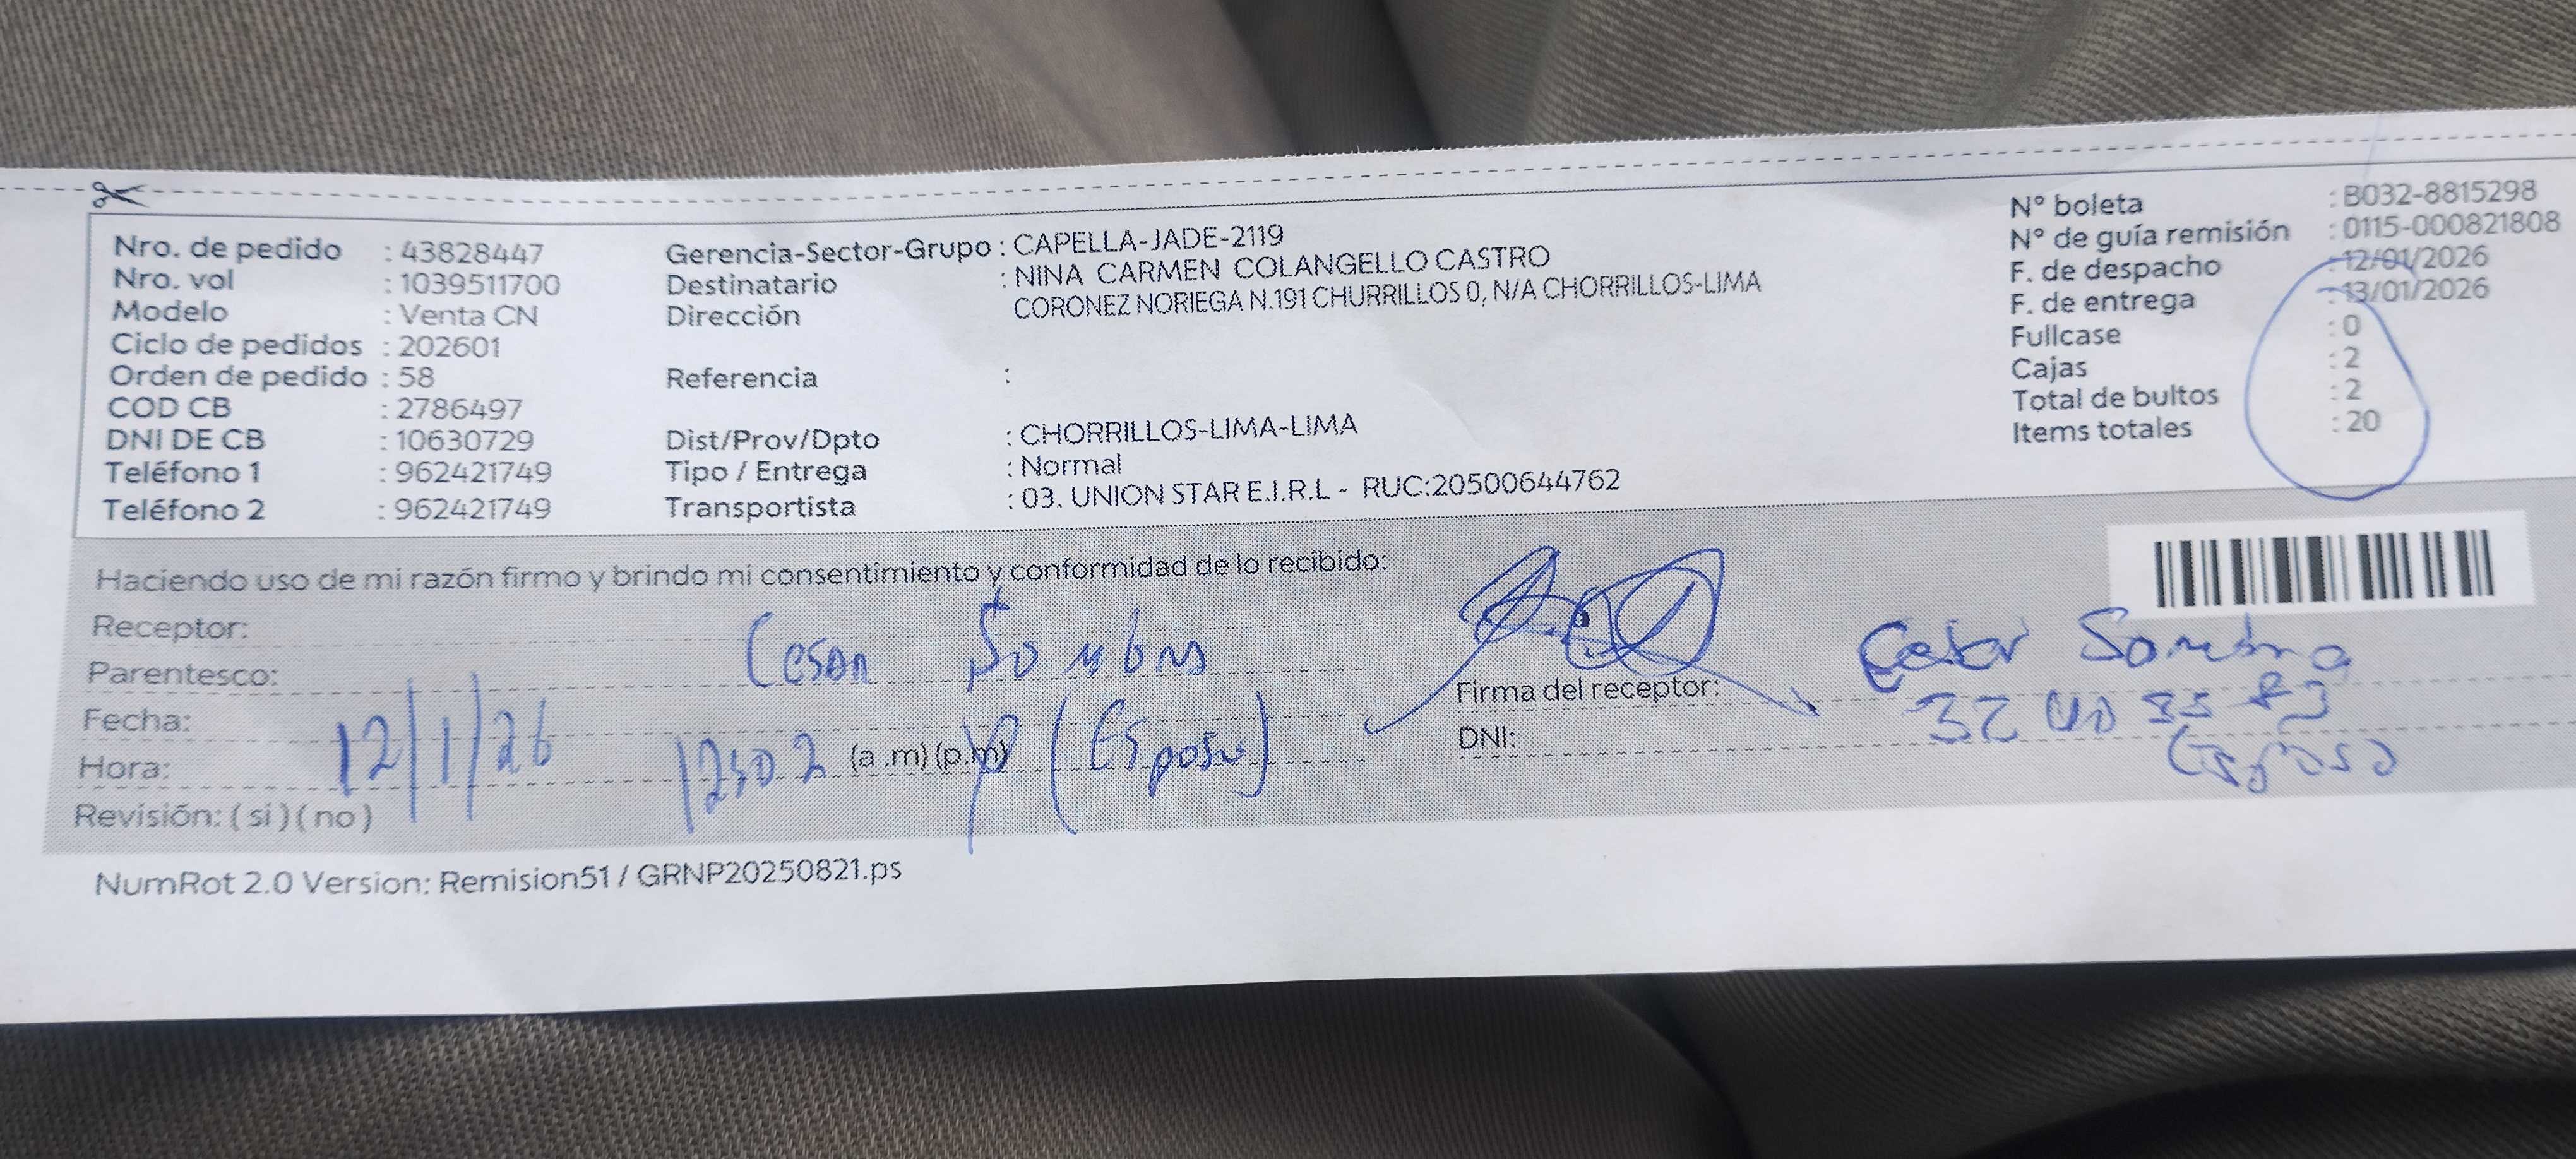 Nro. de pedido : 43828447
Nro. vol : 1039511700
Modelo : Venta CN
Ciclo de pedidos : 202601
Orden de pedido : 58
COD CB : 2786497
DNI DE CB : 10630729
Teléfono 1 : 962421749
Teléfono 2 : 962421749
Gerencia-Sector-Grupo : CAPELLA-JADE-2119
Destinatario : NINA CARMEN COLANGELLO CASTRO
Dirección CORONEZ NORIEGA N.191 CHURRILLOS 0, N/A CHORRILLOS-LIMA
Referencia :
Dist/Prov/Dpto : CHORRILLOS-LIMA-LIMA
Tipo / Entrega : Normal
Transportista : 03. UNION STAR E.I.R.L - RUC:20500644762
N° boleta : B032-8815298
N° de guía remisión : 0115-000821808
F. de despacho : 12/01/2026
F. de entrega : 13/01/2026
Fullcase : 0
Cajas : 2
Total de bultos : 2
Items totales : 20
Haciendo uso de mi razón firmo y brindo mi consentimiento y conformidad de lo recibido:
Receptor:
Parentesco: Cesar Sombra
Fecha:
Hora: 12/1/26 (a.m) (p.m) (Esposo)
Revisión: ( si ) ( no )
Firma del receptor:
DNI:
Cesar Sombra
(Esposo)
NumRot 2.0 Version: Remision51 / GRNP20250821.ps